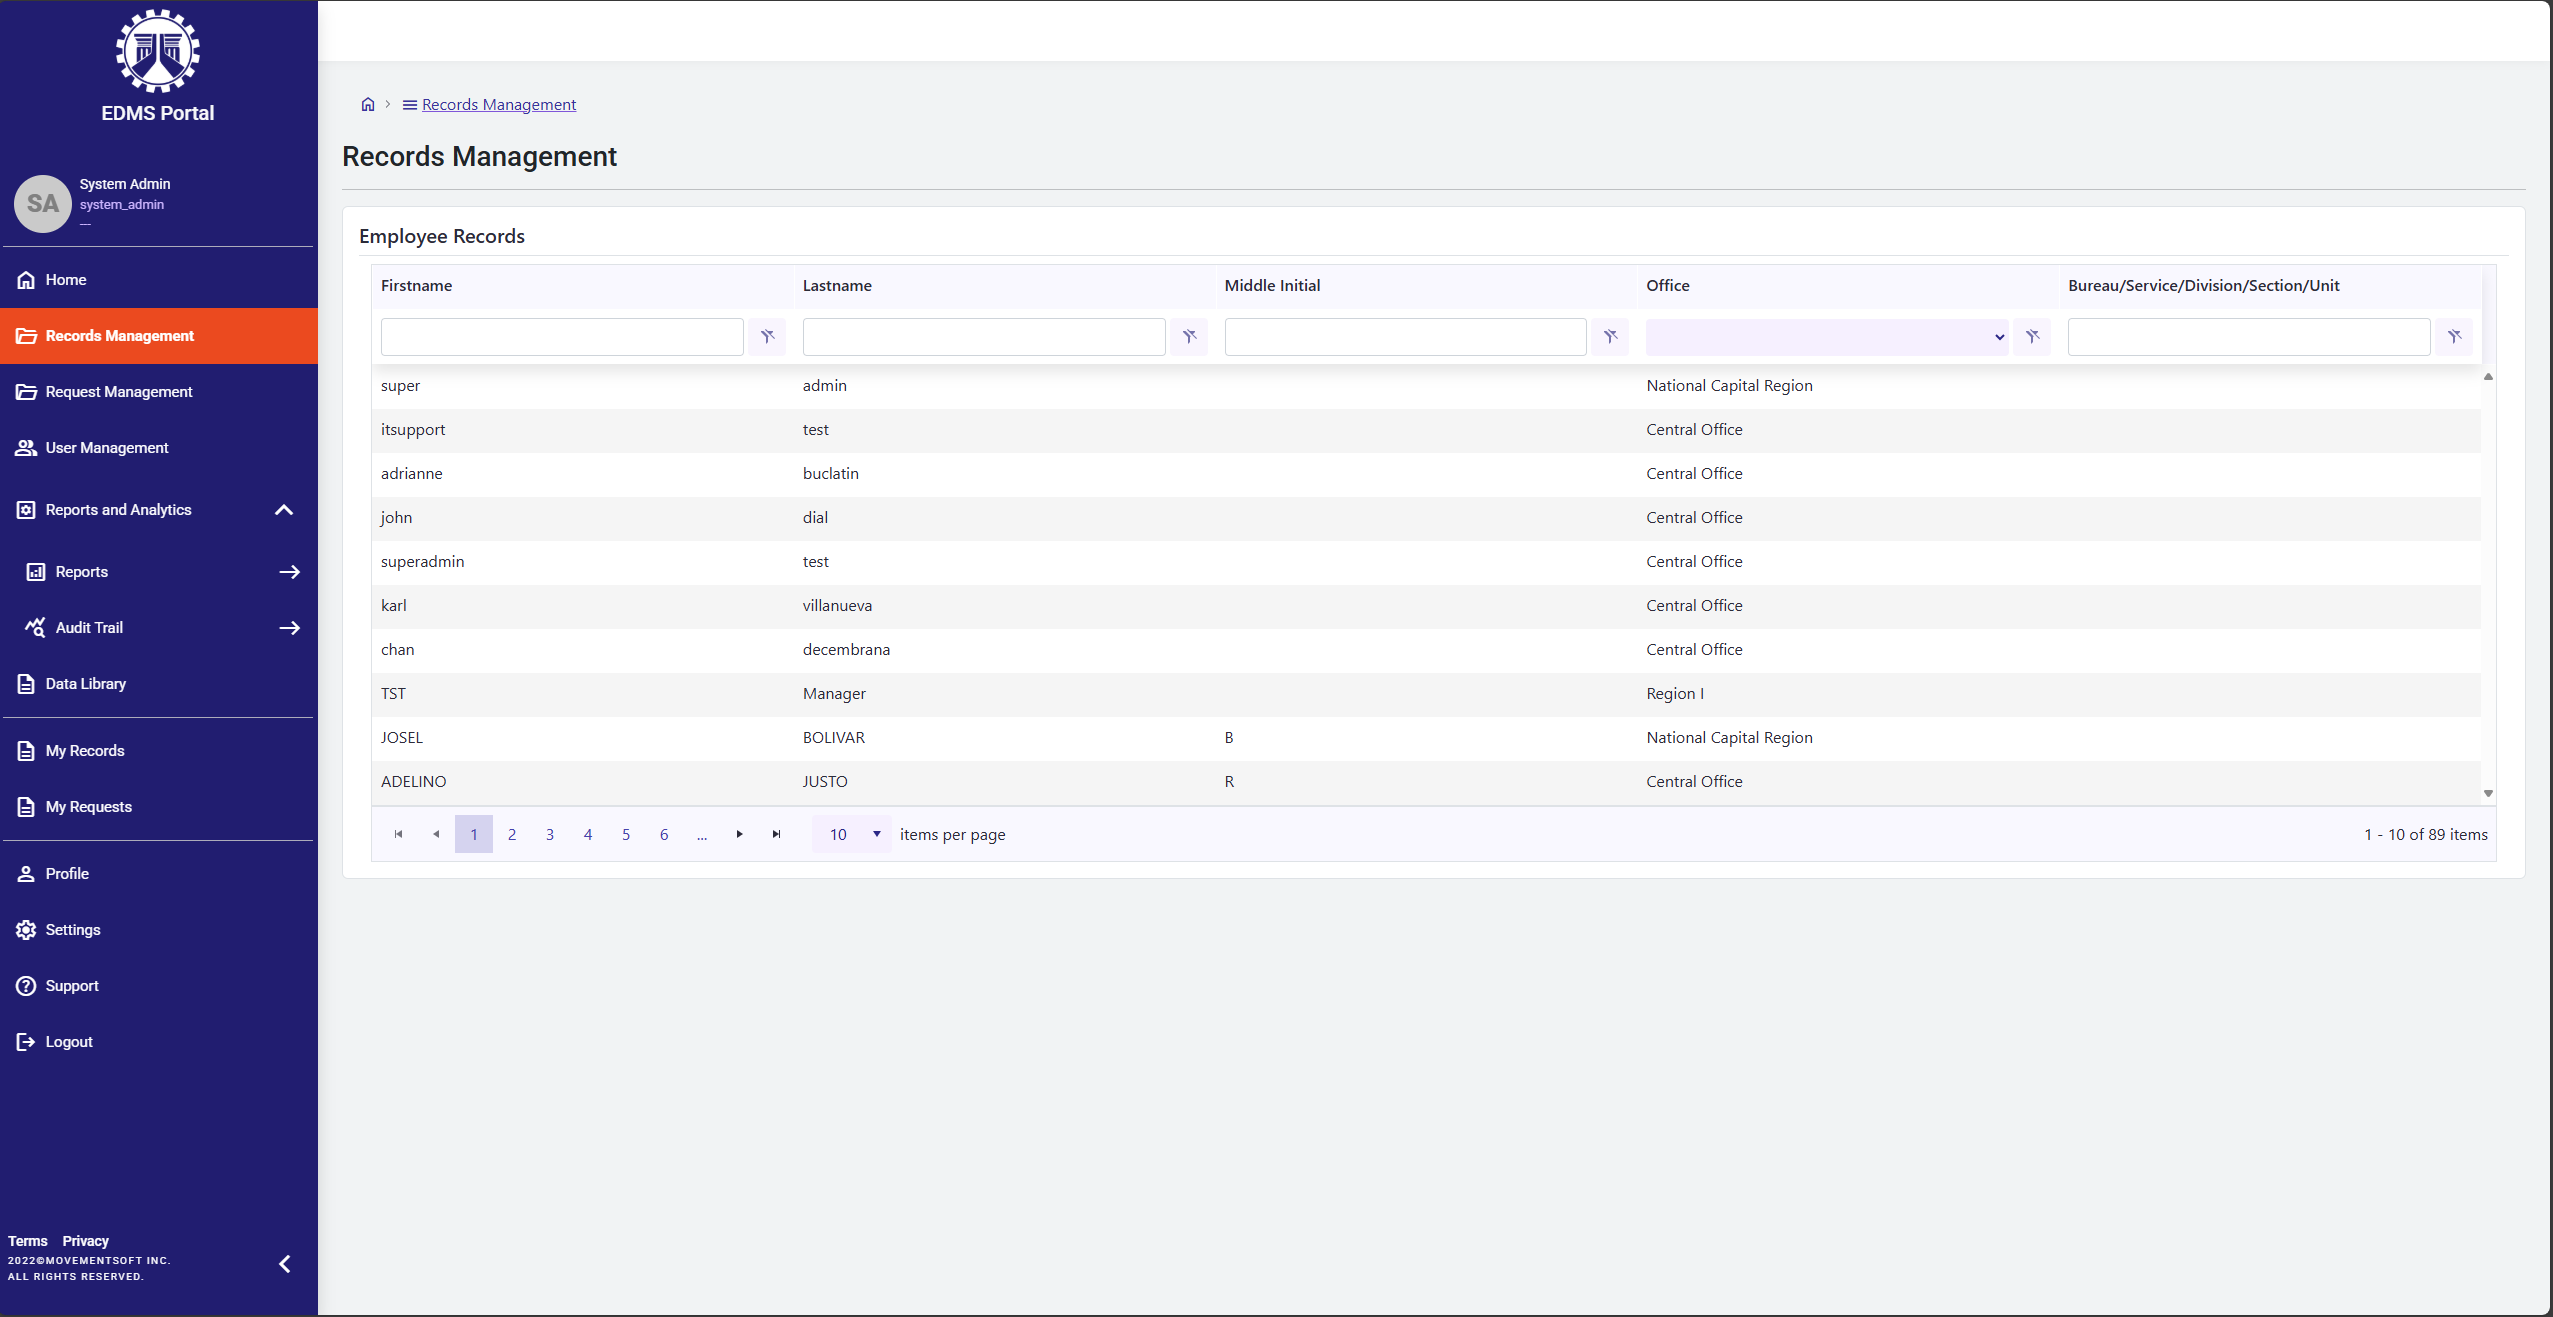 EDMS Portal
SA
System Admin
system_admin
—
Home
Records Management
Request Management
User Management
Reports and Analytics
Reports
Audit Trail
Data Library
My Records
My Requests
Profile
Settings
Support
Logout
Terms Privacy
2022©MOVEMENTSOFT INC.
ALL RIGHTS RESERVED.
Records Management
Records Management
Employee Records
Firstname Lastname Middle Initial Office Bureau/Service/Division/Section/Unit
super admin National Capital Region
itsupport test Central Office
adrianne buclatin Central Office
john dial Central Office
superadmin test Central Office
karl villanueva Central Office
chan decembrana Central Office
TST Manager Region I
JOSEL BOLIVAR B National Capital Region
ADELINO JUSTO R Central Office
1 2 3 4 5 6 ... 10 items per page 1 - 10 of 89 items